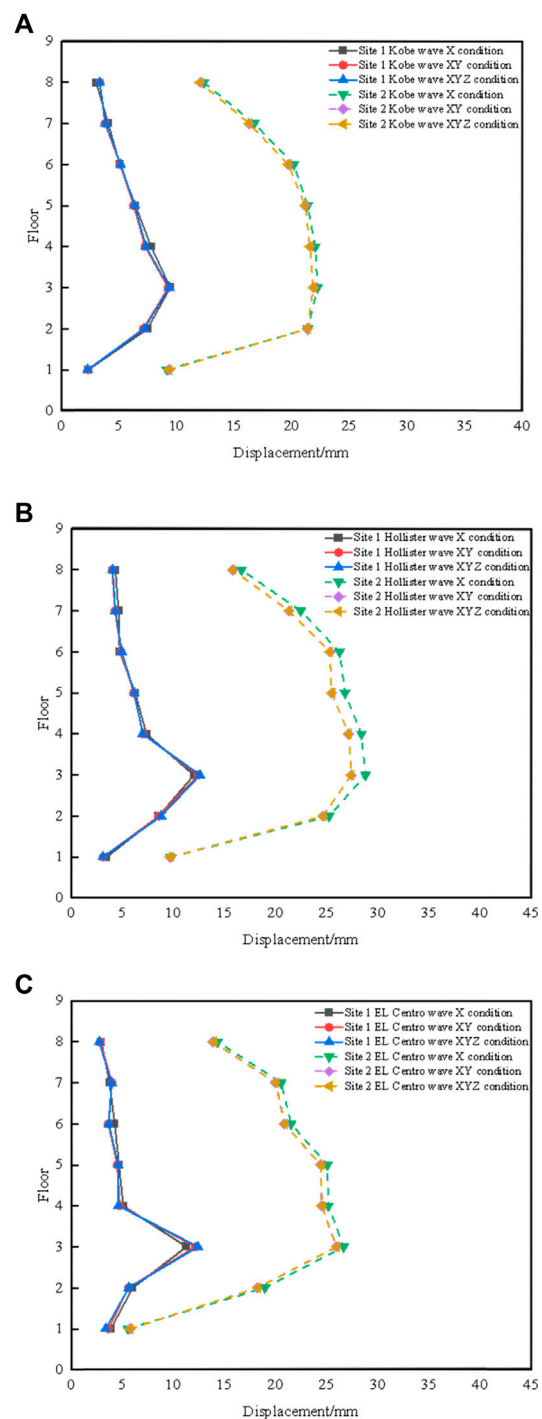 A
Site 1 Kobe wave X condition
Site 1 Kobe wave XY condition
Site 1 Kobe wave XYZ condition
Site 2 Kobe wave X condition
Site 2 Kobe wave XY condition
Site 2 Kobe wave XYZ condition
9
8
7
6
5
4
3
2
1
0
Floor
0 5 10 15 20 25 30 35 40
Displacement/mm
B
Site 1 Hollister wave X condition
Site 1 Hollister wave XY condition
Site 1 Hollister wave XYZ condition
Site 2 Hollister wave X condition
Site 2 Hollister wave XY condition
Site 2 Hollister wave XYZ condition
9
8
7
6
5
4
3
2
1
0
Floor
0 5 10 15 20 25 30 35 40 45
Displacement/mm
C
Site 1 EL Centro wave X condition
Site 1 EL Centro wave XY condition
Site 1 EL Centro wave XYZ condition
Site 2 EL Centro wave X condition
Site 2 EL Centro wave XY condition
Site 2 EL Centro wave XYZ condition
9
8
7
6
5
4
3
2
1
0
Floor
0 5 10 15 20 25 30 35 40 45
Displacement/mm